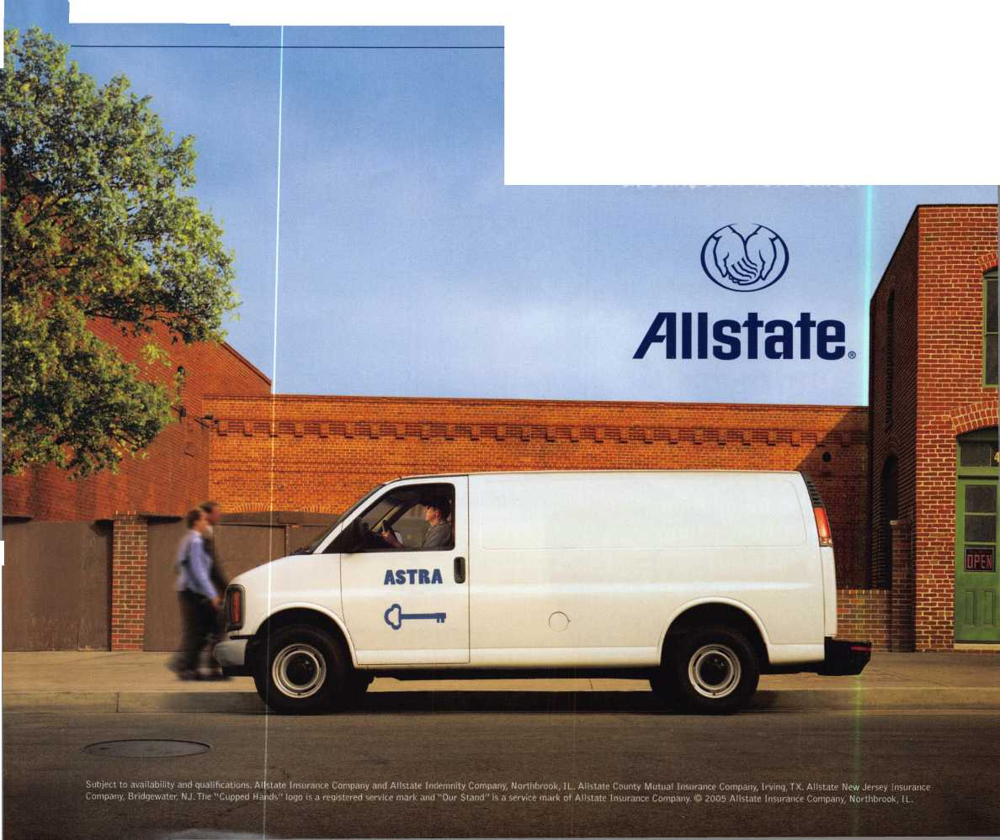 Allstate®
ASTRA
4
OPEN
Subject to availability and qualifications. Allstate Insurance Company and Allstate Indemnity Company, Northbrook, IL. Allstate County Mutual Insurance Company, Irving, TX. Allstate New Jersey Insurance
Company, Bridgewater, NJ. The "Cupped Hands" logo is a registered service mark and "Our Stand" is a service mark of Allstate Insurance Company. © 2005 Allstate Insurance Company, Northbrook, IL.